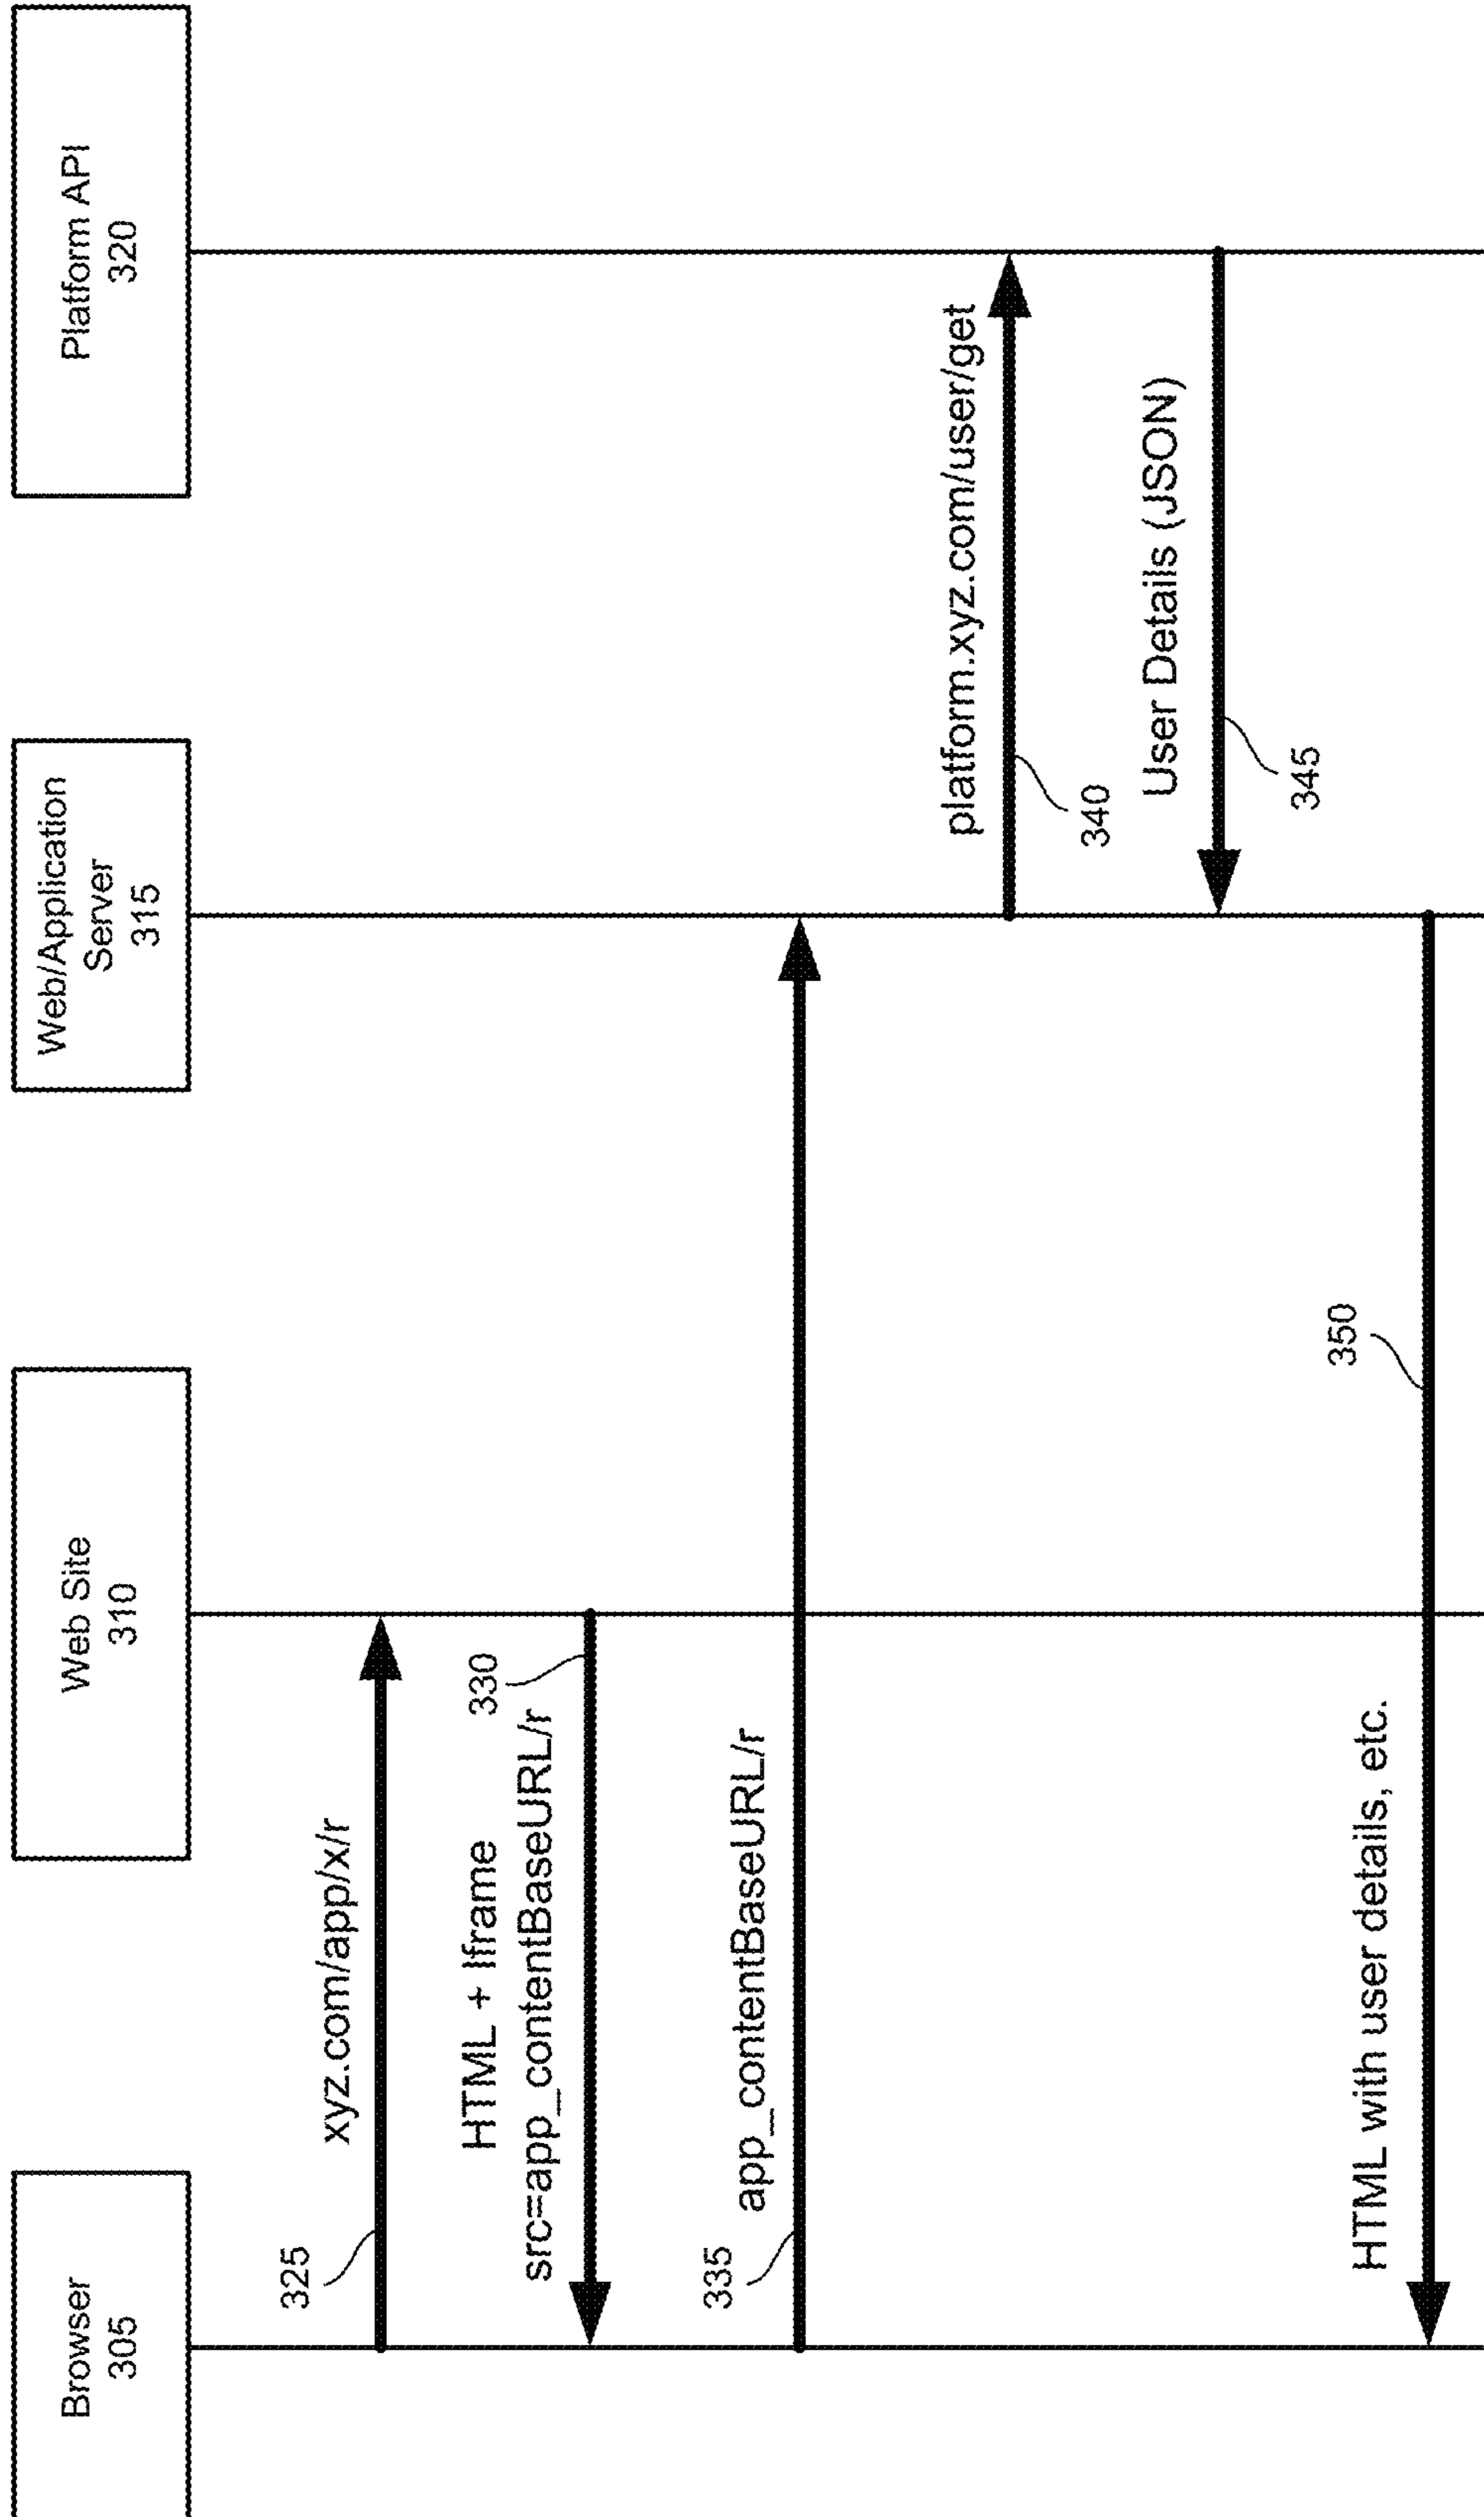 Browser
305
Web Site
310
Web/Application
Server
315
Platform API
320
325
xyz.com/app/x/r
HTML + Iframe
src=app_contentBaseURL/r
330
335
app_contentBaseURL/r
platform.xyz.com/user/get
340
User Details (JSON)
345
HTML with user details, etc.
350